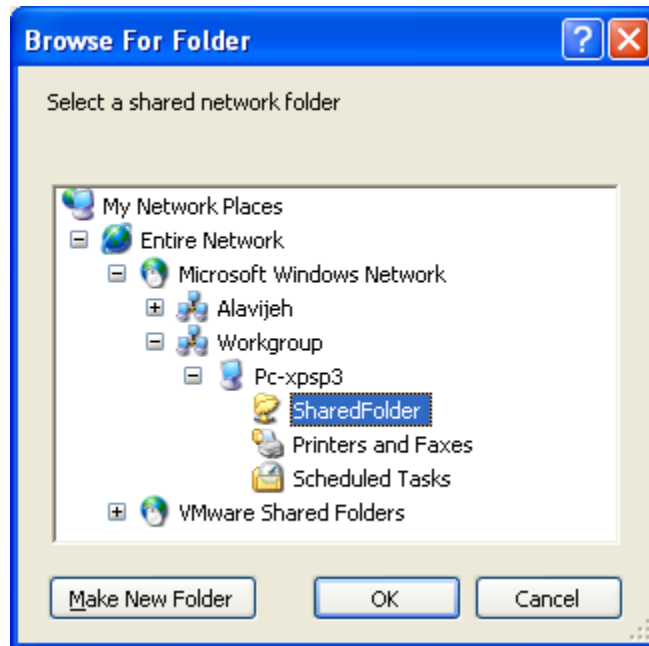 Browse For Folder
Select a shared network folder
My Network Places
Entire Network
Microsoft Windows Network
Alavijeh
Workgroup
Pc-xpsp3
SharedFolder
Printers and Faxes
Scheduled Tasks
VMware Shared Folders
Make New Folder OK Cancel